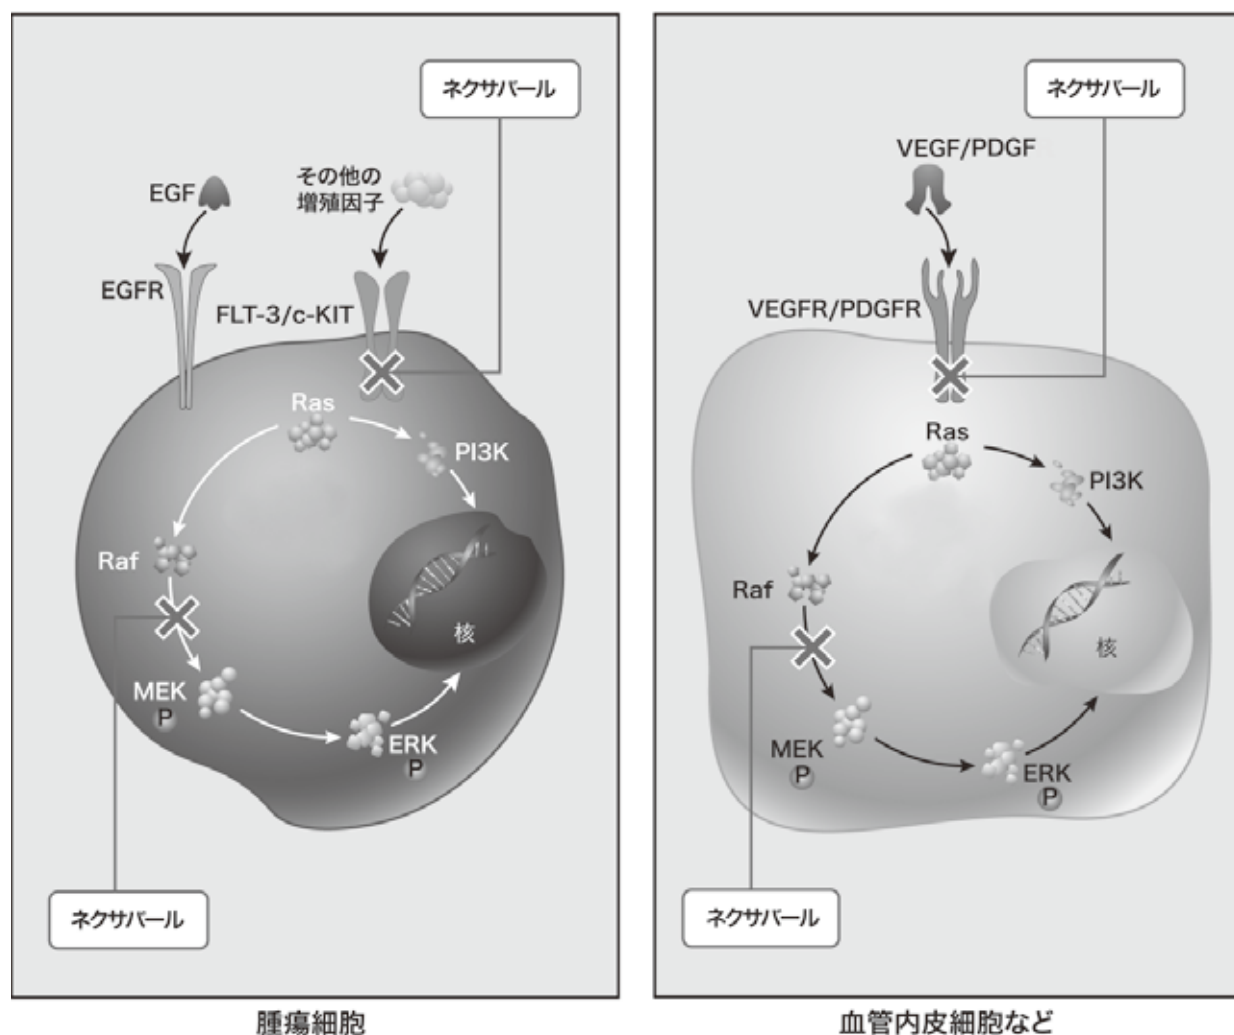 ネクサバール
EGF
その他の
増殖因子
EGFR
FLT-3/c-KIT
Ras
PI3K
Raf
核
MEK
P
ERK
P
ネクサバール
腫瘍細胞
ネクサバール
VEGF/PDGF
VEGFR/PDGFR
Ras
PI3K
Raf
核
MEK
P
ERK
P
ネクサバール
血管内皮細胞など